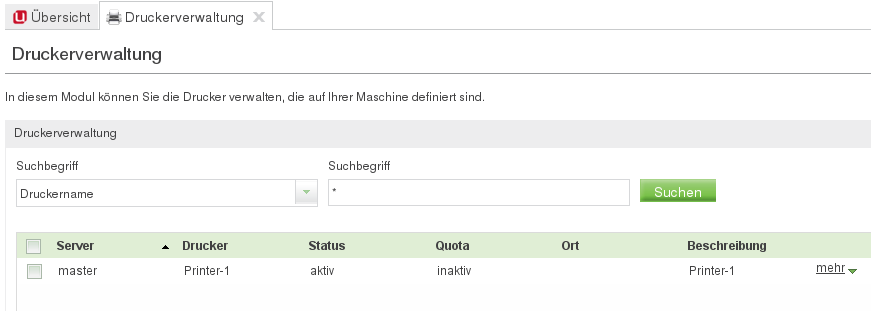 Übersicht Druckerverwaltung
Druckerverwaltung
In diesem Modul können Sie die Drucker verwalten, die auf Ihrer Maschine definiert sind.
Druckerverwaltung
Suchbegriff Suchbegriff
Druckername * Suchen
Server Drucker Status Quota Ort Beschreibung
master Printer-1 aktiv inaktiv Printer-1 mehr